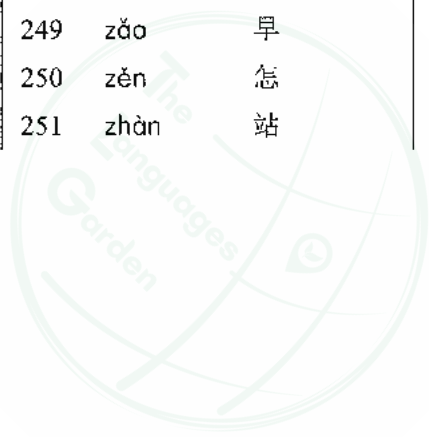 249 zǎo 早
250 zěn 怎
251 zhàn 站
The
Languages
Garden